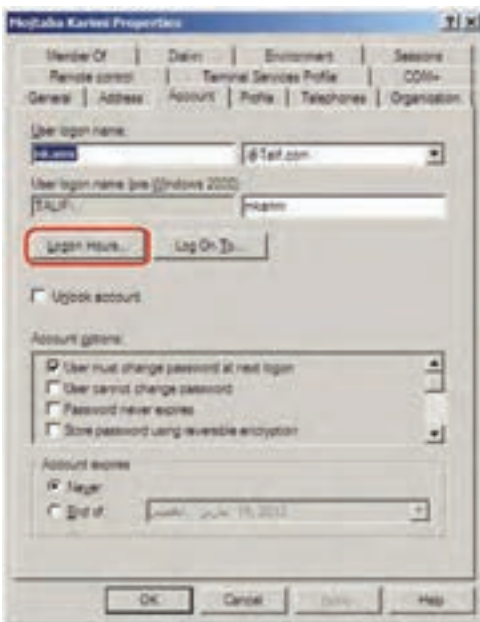 Mojtaba Karimi Properties
Member Of Dial-in Environment Sessions
Remote control Terminal Services Profile COM+
General Address Account Profile Telephones Organization
User logon name:
@Taif.com
User logon name (pre-Windows 2000):
mkarimi
Logon Hours... Log On To...
Unlock account
Account options:
User must change password at next logon
User cannot change password
Password never expires
Store password using reversible encryption
Account expires
Never
End of: 2012
OK Cancel Apply Help